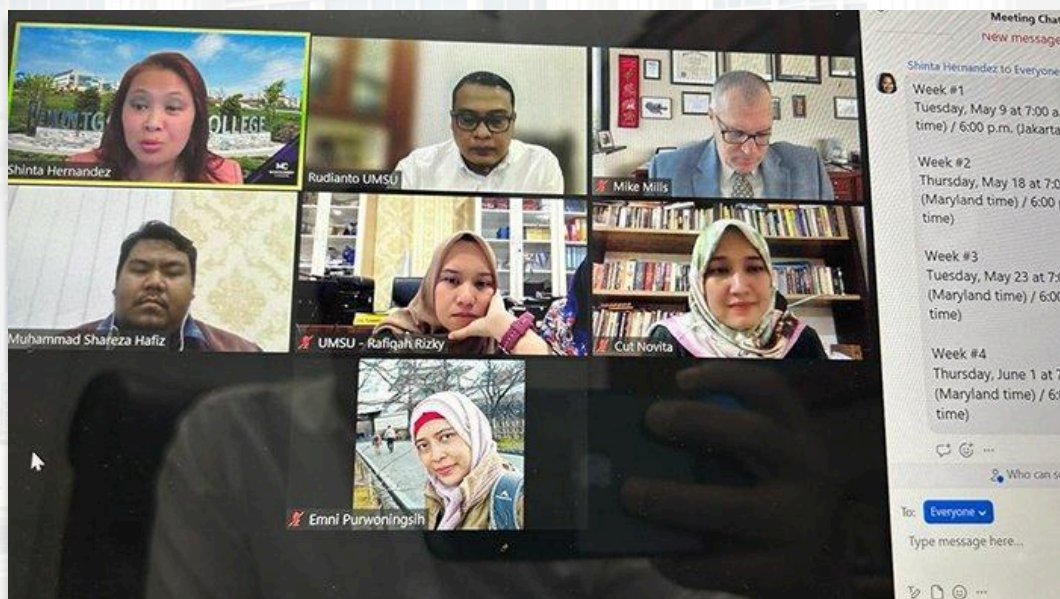 COLLEGE
MC
Shinta Hernandez
Rudianto UMSU
Mike Mills
Muhammad Shareza Hafiz
UMSU - Rafiqah Rizky
Cut Novita
Emni Purwoningsih
Meeting Chat
New message
Shinta Hernandez to Everyone
Week #1
Tuesday, May 9 at 7:00 a
time) / 6:00 p.m. (Jakarta
Week #2
Thursday, May 18 at 7:0
(Maryland time) / 6:00
time)
Week #3
Tuesday, May 23 at 7:0
(Maryland time) / 6:0
time)
Week #4
Thursday, June 1 at 7
(Maryland time) / 6:
time)
Who can s
To: Everyone
Type message here...